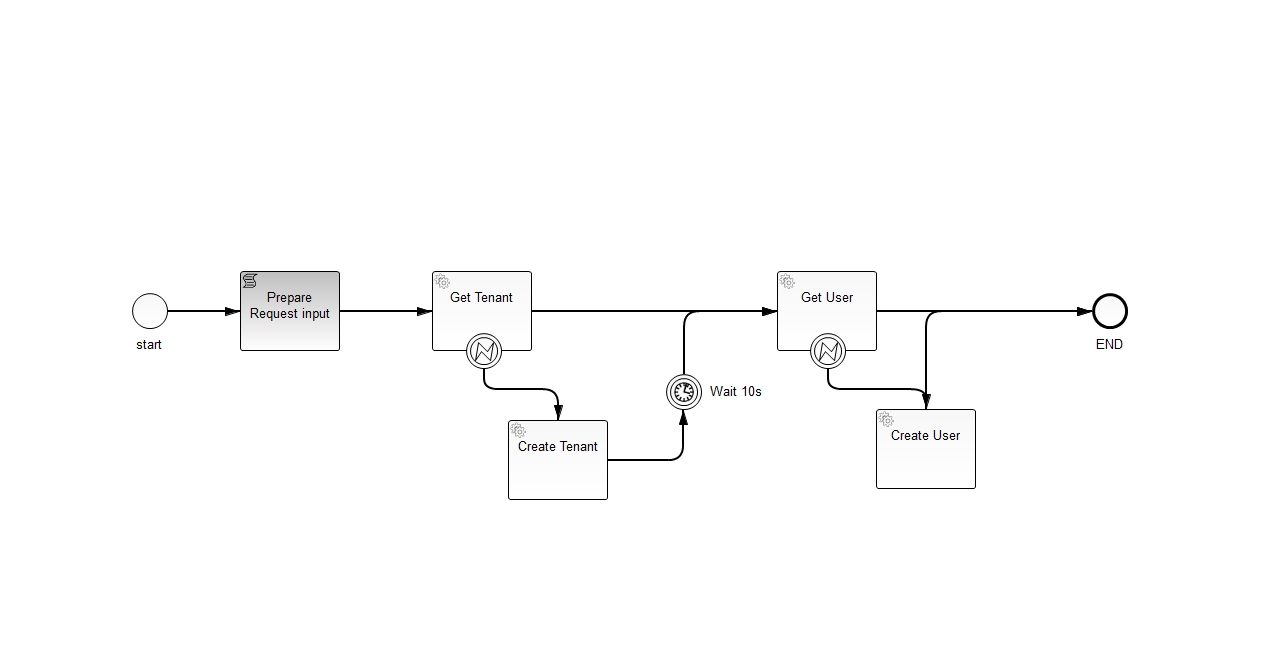 start
Prepare
Request input
Get Tenant
Create Tenant
Wait 10s
Get User
Create User
END